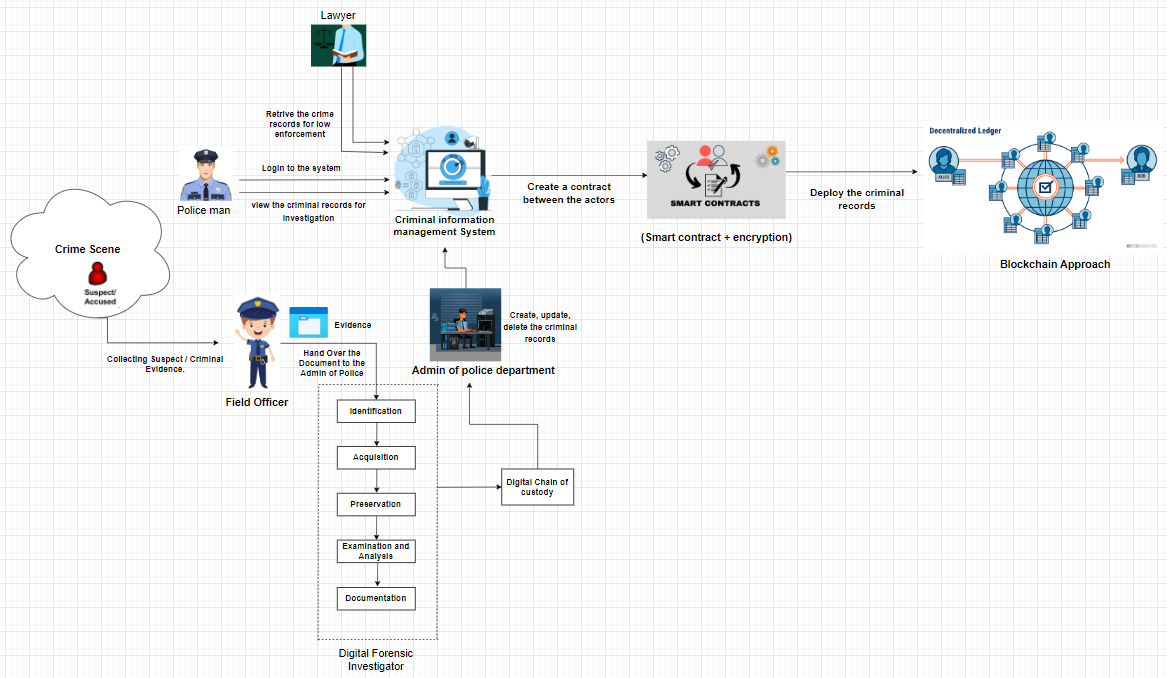 Lawyer
Retrive the crime
records for low
enforcement
Login to the system
view the criminal records for
Investigation
Police man
Criminal information
management System
Create a contract
between the actors
SMART CONTRACTS
(Smart contract + encryption)
Deploy the criminal
records
Decentralized Ledger
ALICE
BOB
CBINSIGHTS
Blockchain Approach
Crime Scene
Suspect/
Accused
Collecting Suspect / Criminal
Evidence.
Field Officer
Evidence
Hand Over the
Document to the
Admin of Police
Create, update,
delete the criminal
records
Admin of police department
Identification
Acquisition
Preservation
Examination and
Analysis
Documentation
Digital Chain of
custody
Digital Forensic
Investigator